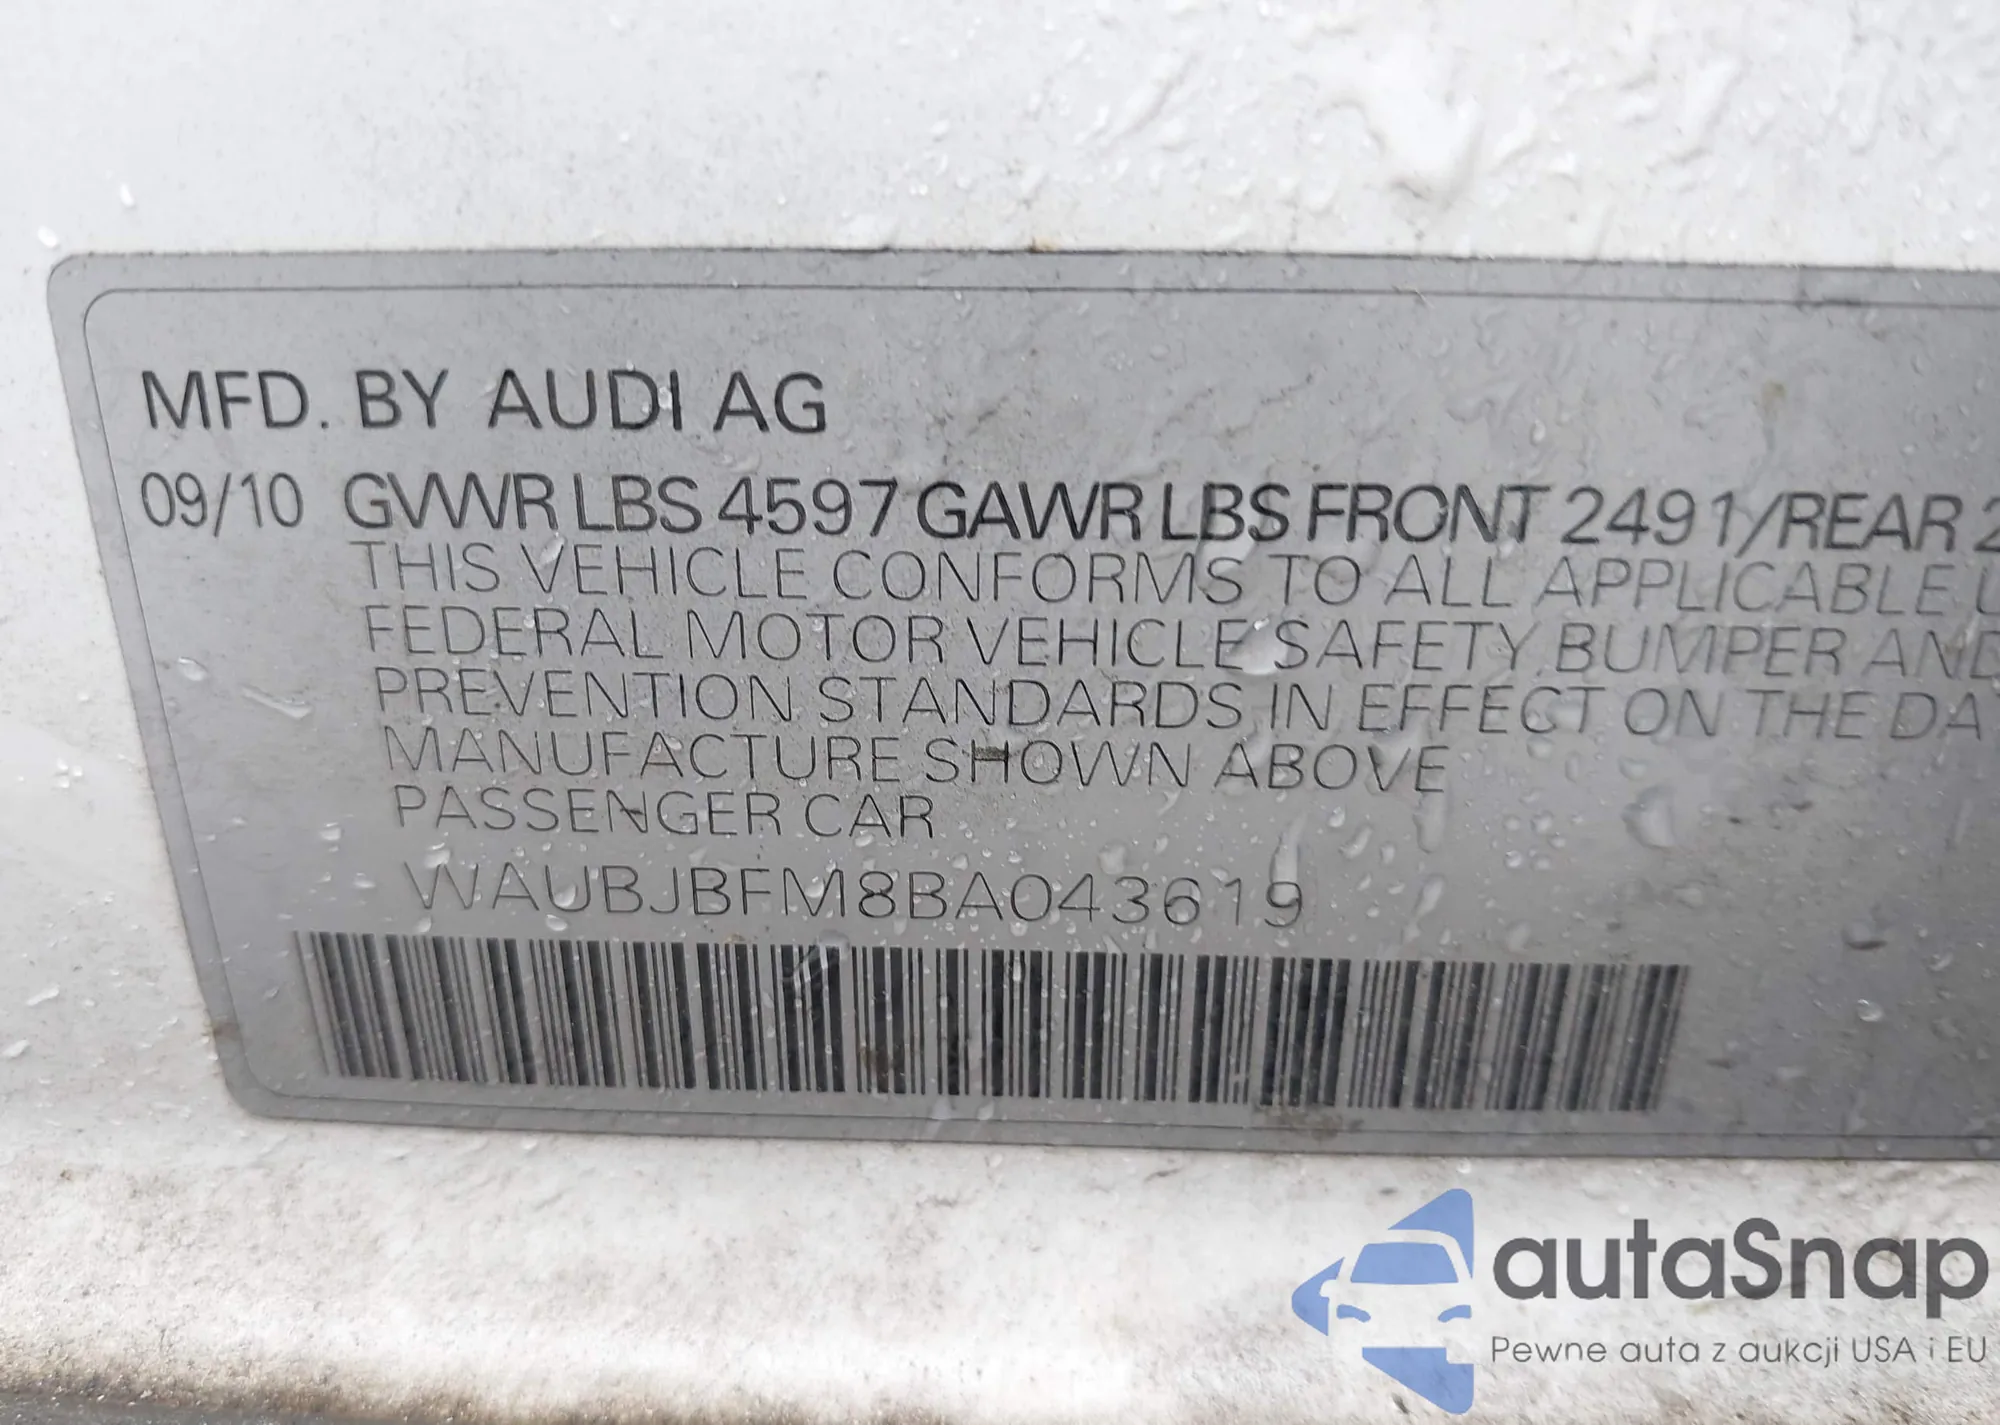 MFD. BY AUDI AG
09/10 GVWR LBS 4597 GAWR LBS FRONT 2491/REAR 2
THIS VEHICLE CONFORMS TO ALL APPLICABLE U
FEDERAL MOTOR VEHICLE SAFETY, BUMPER AND
PREVENTION STANDARDS IN EFFECT ON THE DA
MANUFACTURE SHOWN ABOVE
PASSENGER CAR
WAUBJBFM8BA043619
autaSnap
Pewne auta z aukcji USA i EU